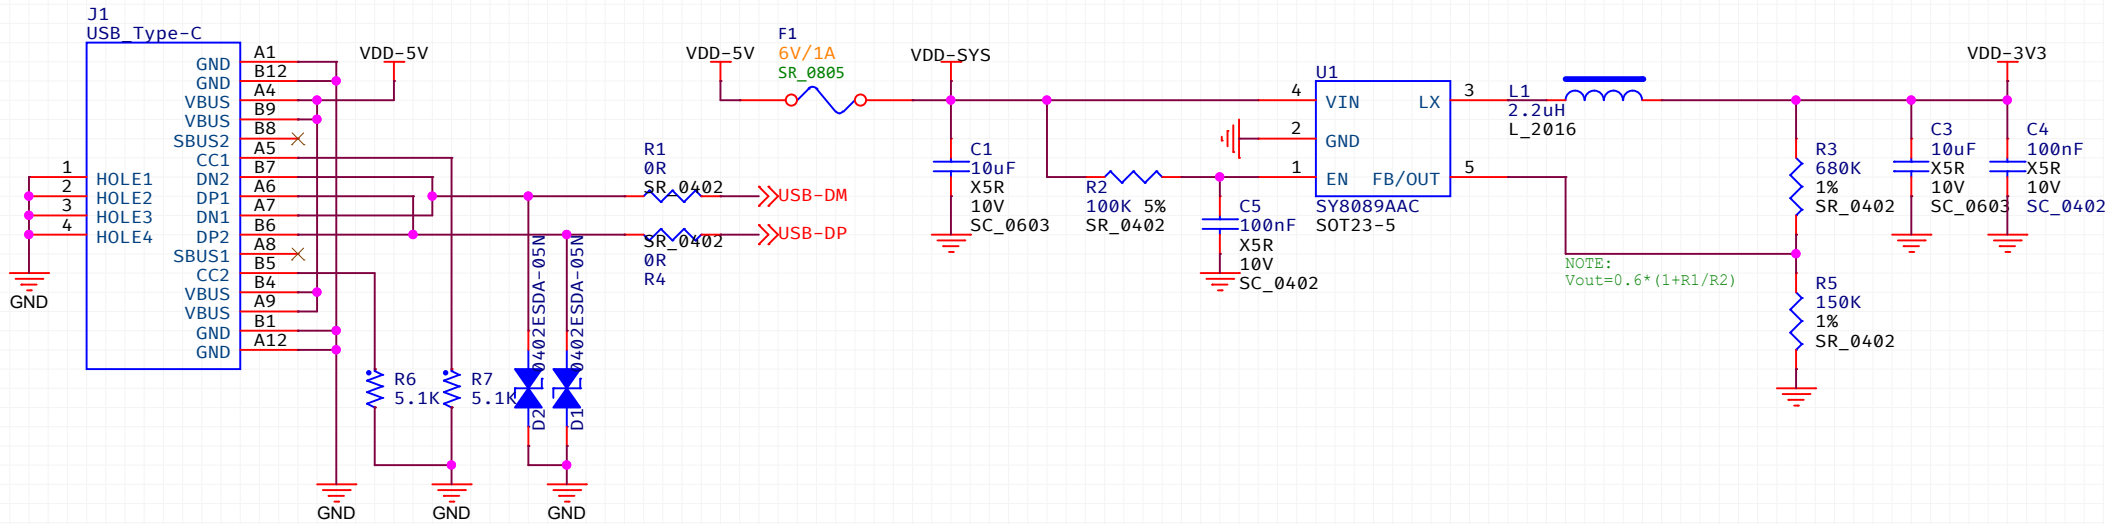 J1
USB_Type-C
GND
GND
VBUS
VBUS
SBUS2
CC1
DN2
DP1
DN1
DP2
SBUS1
CC2
VBUS
VBUS
GND
GND
A1
B12
A4
B9
B8
A5
B7
A6
A7
B6
A8
B5
B4
A9
B1
A12
1
2
3
4
HOLE1
HOLE2
HOLE3
HOLE4
GND
VDD-5V
R6
5.1K
R7
5.1K
GND
GND
GND
D2
0402ESDA-05N
D1
0402ESDA-05N
R1
0R
SR_0402
USB-DM
SR_0402
0R
R4
USB-DP
VDD-5V
F1
6V/1A
SR_0805
VDD-SYS
C1
10uF
X5R
10V
SC_0603
R2
100K 5%
SR_0402
C5
100nF
X5R
10V
SC_0402
U1
4
2
1
VIN
GND
EN
LX
FB/OUT
3
5
SY8089AAC
SOT23-5
L1
2.2uH
L_2016
NOTE:
Vout=0.6*(1+R1/R2)
R3
680K
1%
SR_0402
R5
150K
1%
SR_0402
VDD-3V3
C3
10uF
X5R
10V
SC_0603
C4
100nF
X5R
10V
SC_0402